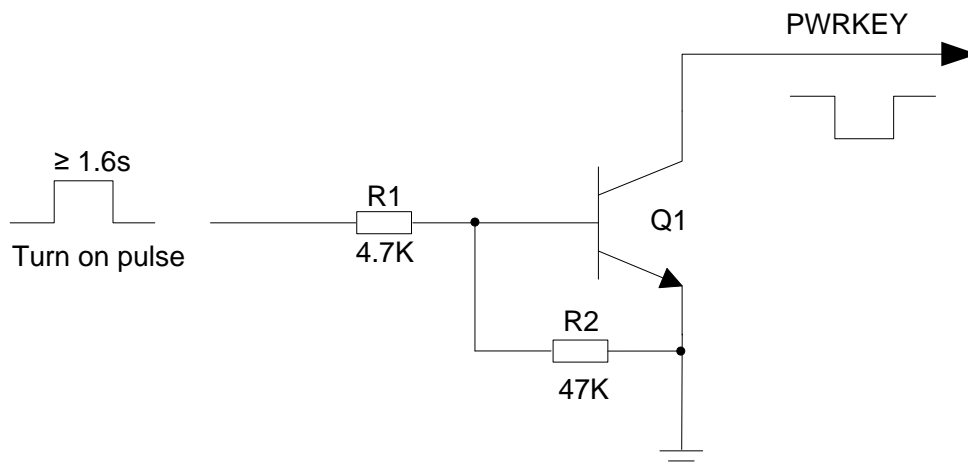 PWRKEY
≥ 1.6s
Turn on pulse
R1
4.7K
Q1
R2
47K